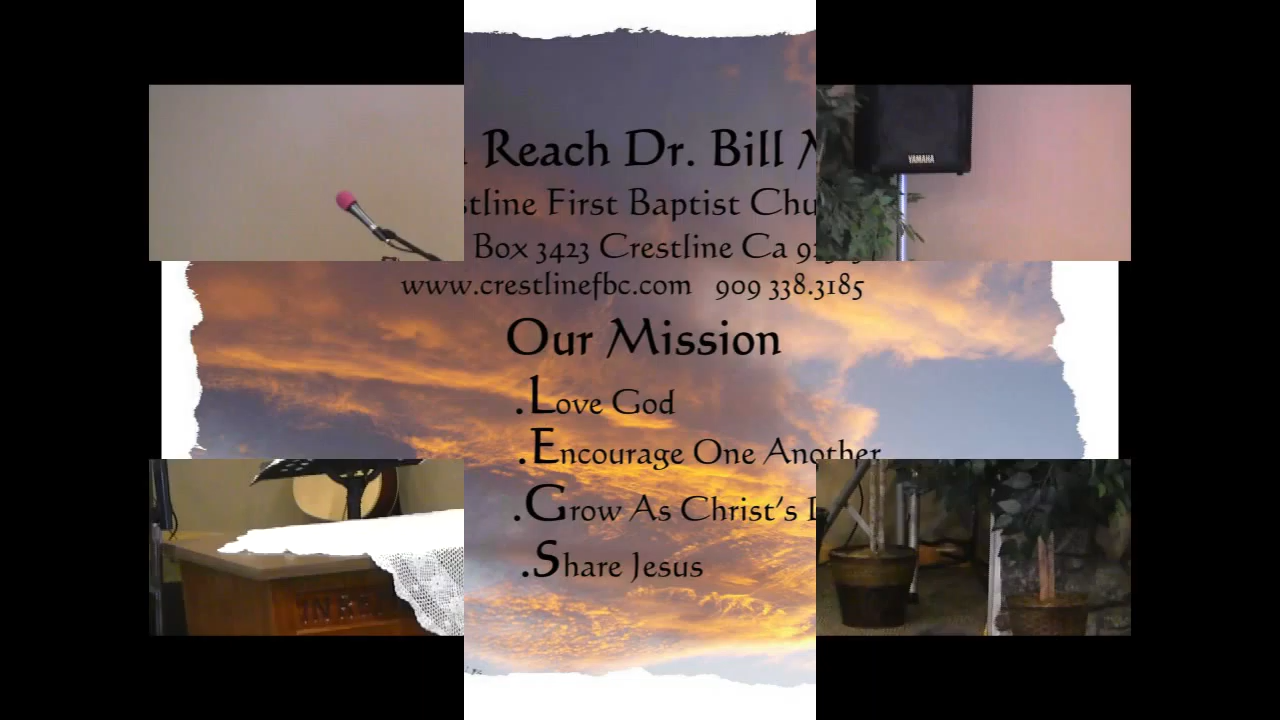 Reach Dr. Bill
stline First Baptist Chu
Box 3423 Crestline Ca
www.crestlinefbc.com 909 338.3185
Our Mission
.Love God
.Encourage One Another
.Grow As Christ's
.Share Jesus
YAMAHA